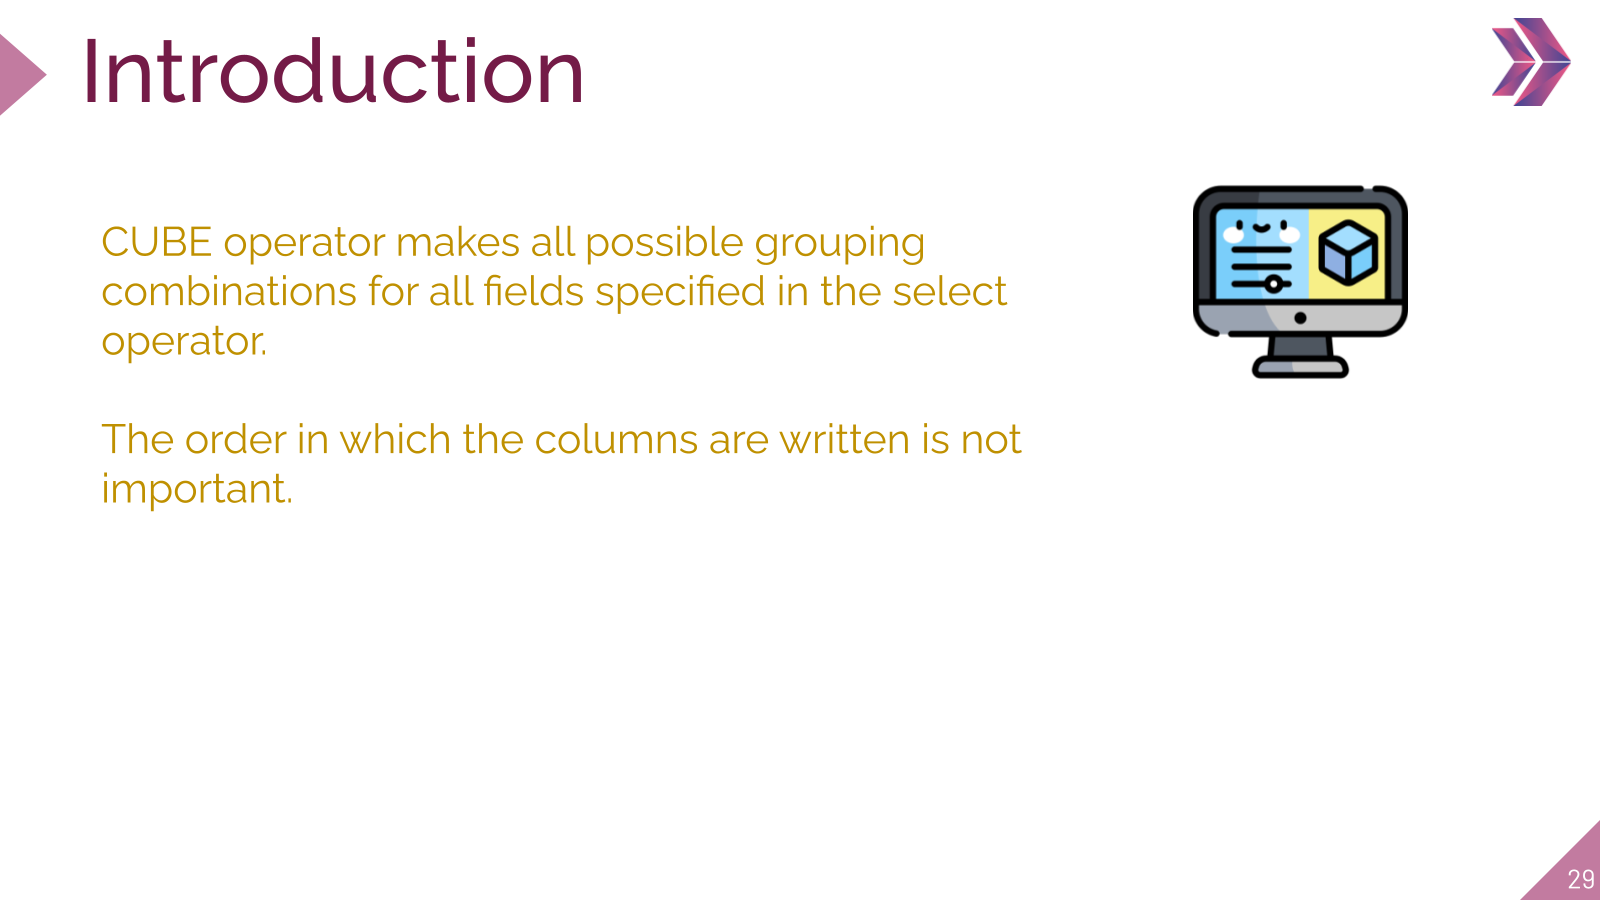 Introduction
CUBE operator makes all possible grouping
combinations for all fields specified in the select
operator.
The order in which the columns are written is not
important.
29